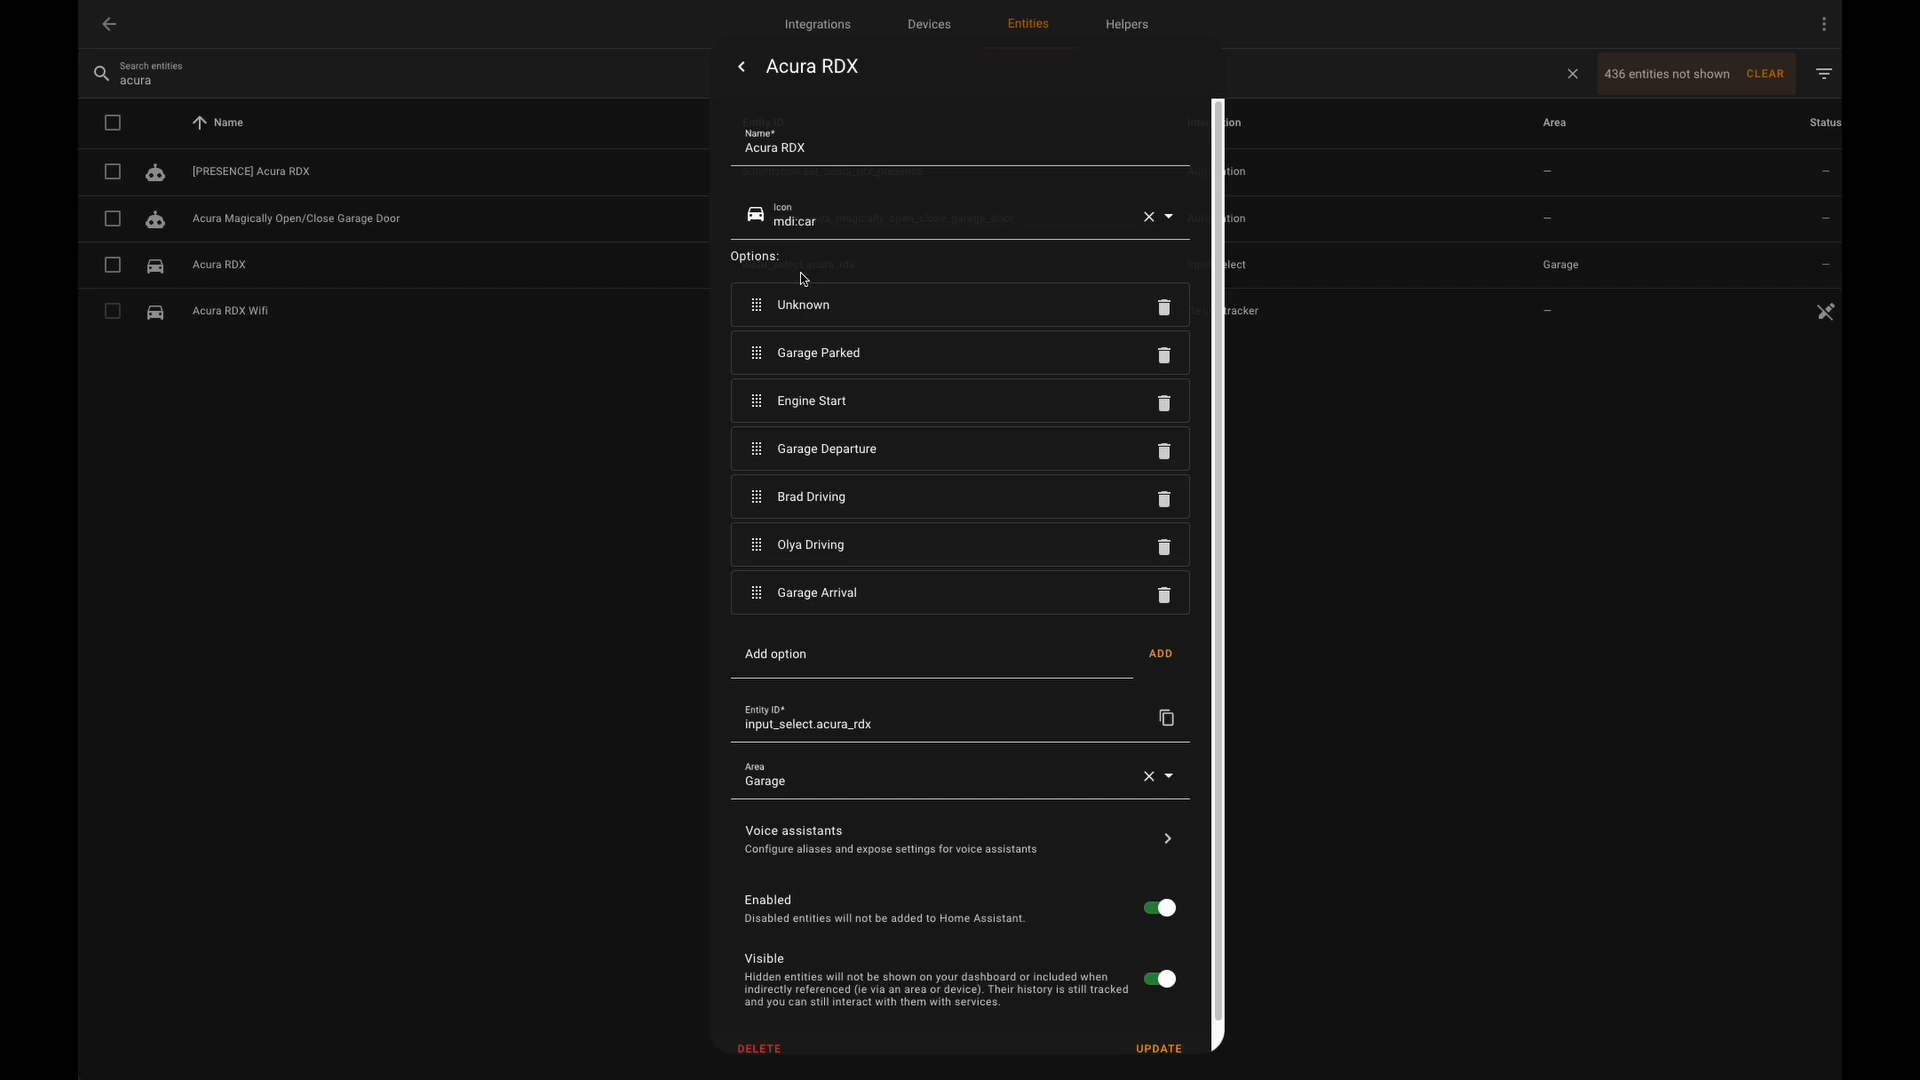 Integrations
Devices
Entities
Helpers
Search entities
acura
436 entities not shown
CLEAR
Name
Area
Status
[PRESENCE] Acura RDX
—
—
Acura Magically Open/Close Garage Door
—
—
Acura RDX
Garage
—
Acura RDX Wifi
—
Acura RDX
Entity ID
Name*
Acura RDX
automation.set_acura_rdx_presence
Icon
mdi:car
Options:
Unknown
Garage Parked
Engine Start
Garage Departure
Brad Driving
Olya Driving
Garage Arrival
Add option
ADD
Entity ID*
input_select.acura_rdx
Area
Garage
Voice assistants
Configure aliases and expose settings for voice assistants
Enabled
Disabled entities will not be added to Home Assistant.
Visible
Hidden entities will not be shown on your dashboard or included when
indirectly referenced (ie via an area or device). Their history is still tracked
and you can still interact with them with services.
DELETE
UPDATE